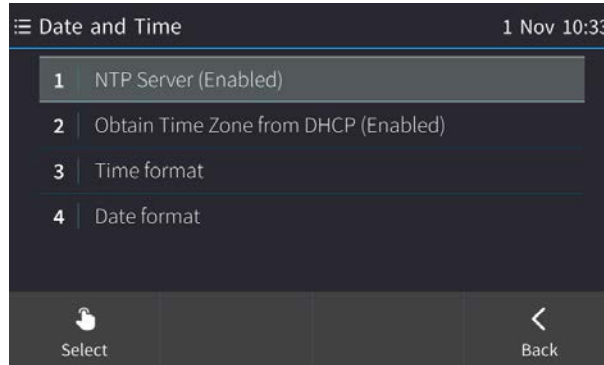 Date and Time 1 Nov 10:33
1 NTP Server (Enabled)
2 Obtain Time Zone from DHCP (Enabled)
3 Time format
4 Date format
Select Back